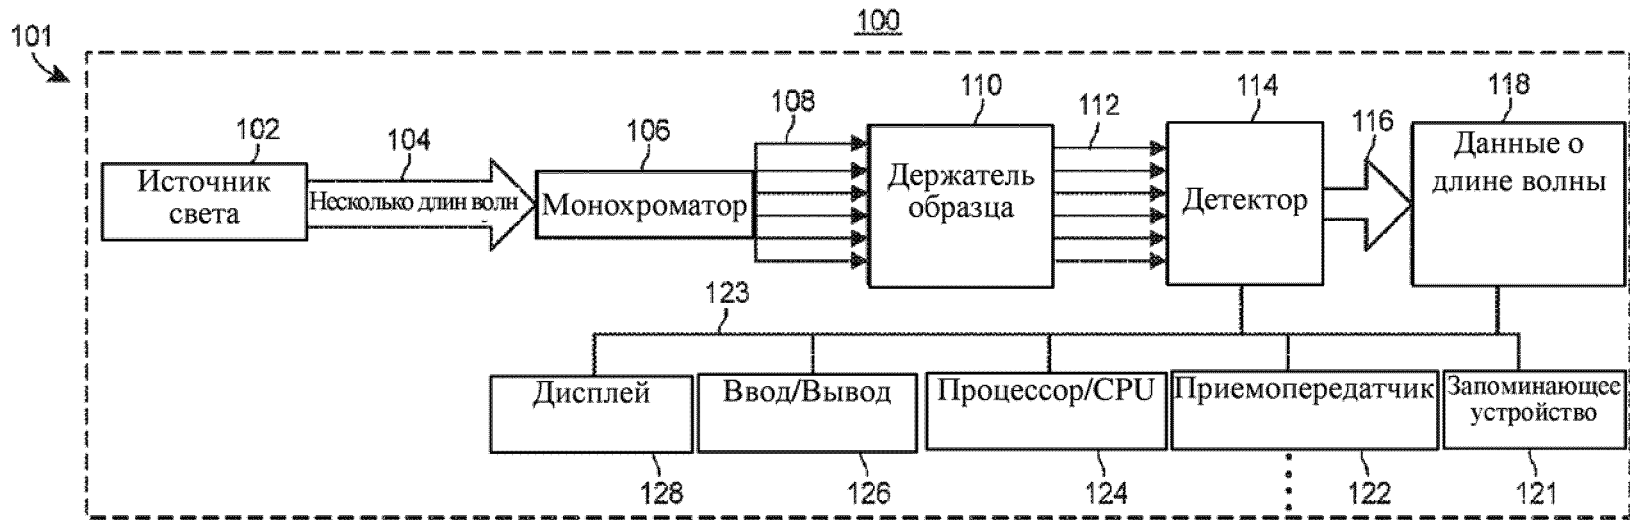 100
101
102
104
106
108
110
112
114
116
118
Источник
света
Несколько длин волн
Монохроматор
Держатель
образца
Детектор
Данные о
длине волны
123
Дисплей
Ввод/Вывод
Процессор/CPU
Приемопередатчик
Запоминающее
устройство
128
126
124
122
121